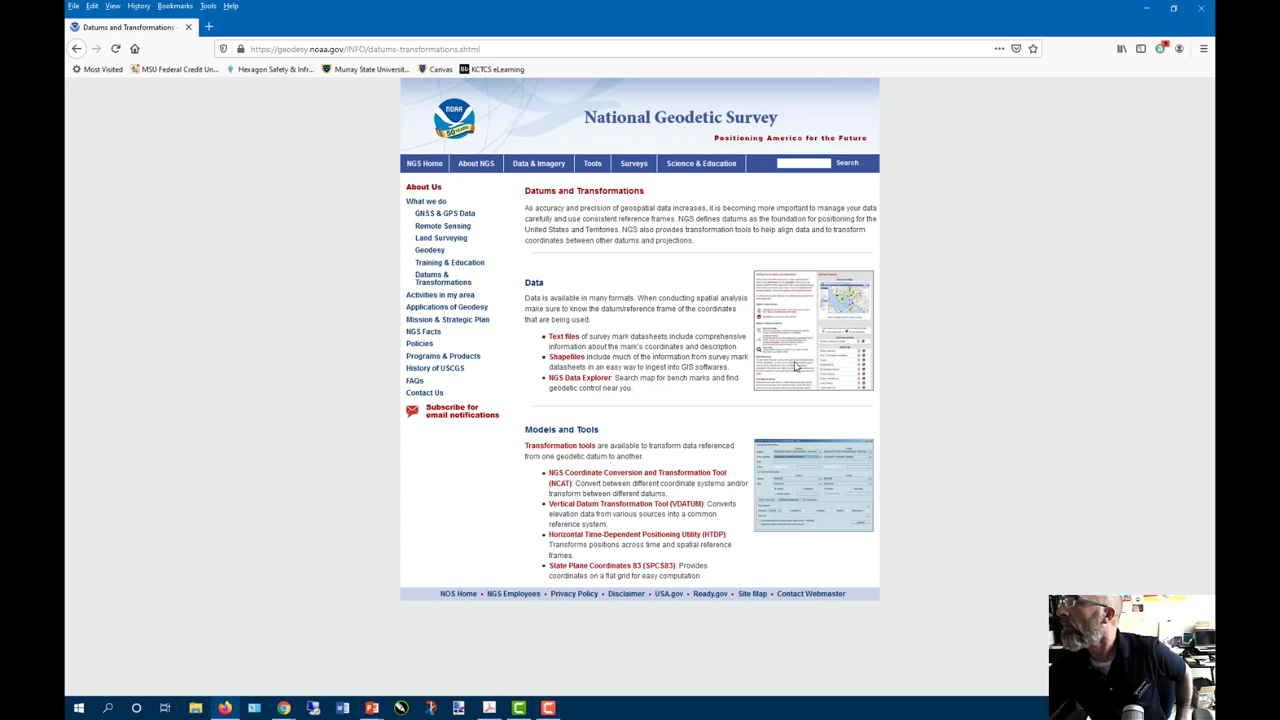 File Edit View History Bookmarks Tools Help
Datums and Transformations
https://geodesy.noaa.gov/INFO/datums-transformations.shtml
Most Visited MSU Federal Credit Un... Hexagon Safety & Infr... Murray State Universit... Canvas Bb KCTCS eLearning
NOAA
50 YEARS
National Geodetic Survey
Positioning America for the Future
NGS Home About NGS Data & Imagery Tools Surveys Science & Education Search
About Us
What we do
GNSS & GPS Data
Remote Sensing
Land Surveying
Geodesy
Training & Education
Datums &
Transformations
Activities in my area
Applications of Geodesy
Mission & Strategic Plan
NGS Facts
Policies
Programs & Products
History of USCGS
FAQs
Contact Us
Subscribe for
email notifications
Datums and Transformations
As accuracy and precision of geospatial data increases, it is becoming more important to manage your data
carefully and use consistent reference frames. NGS defines datums as the foundation for positioning for the
United States and Territories. NGS also provides transformation tools to help align data and to transform
coordinates between other datums and projections.
Data
Data is available in many formats. When conducting spatial analysis
make sure to know the datum/reference frame of the coordinates
that are being used.
• Text files of survey mark datasheets include comprehensive
information about the mark's coordinates and description.
• Shapefiles include much of the information from survey mark
datasheets in an easy way to ingest into GIS softwares.
• NGS Data Explorer: Search map for bench marks and find
geodetic control near you.
Models and Tools
Transformation tools are available to transform data referenced
from one geodetic datum to another.
• NGS Coordinate Conversion and Transformation Tool
(NCAT): Convert between different coordinate systems and/or
transform between different datums.
• Vertical Datum Transformation Tool (VDATUM): Converts
elevation data from various sources into a common
reference system.
• Horizontal Time-Dependent Positioning Utility (HTDP):
Transforms positions across time and spatial reference
frames.
• State Plane Coordinates 83 (SPCS83): Provides
coordinates on a flat grid for easy computation.
NOS Home • NGS Employees • Privacy Policy • Disclaimer • USA.gov • Ready.gov • Site Map • Contact Webmaster